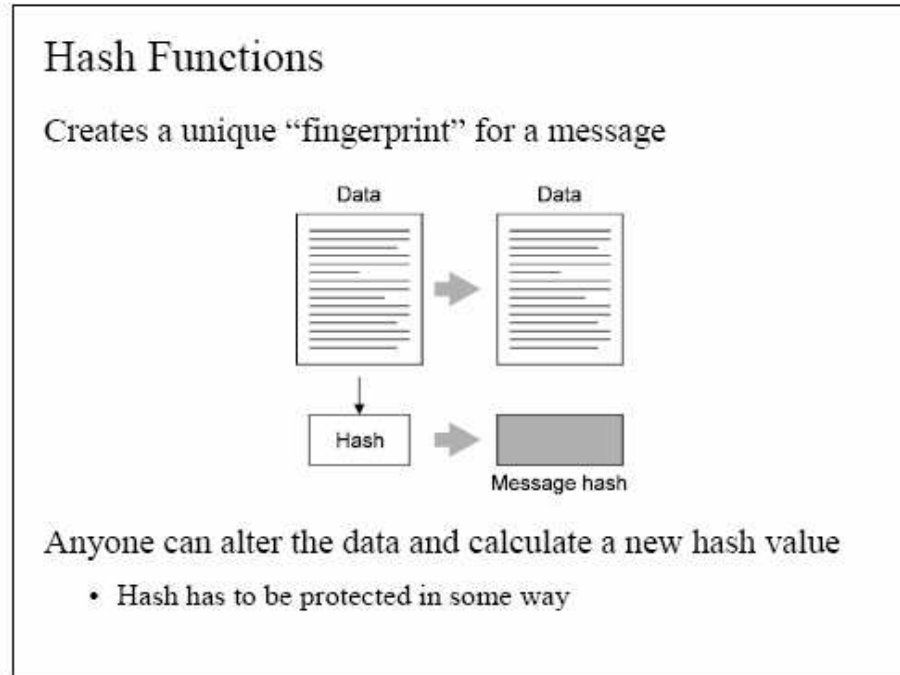 Hash Functions
Creates a unique “fingerprint” for a message
Data Data
Hash
Message hash
Anyone can alter the data and calculate a new hash value
• Hash has to be protected in some way